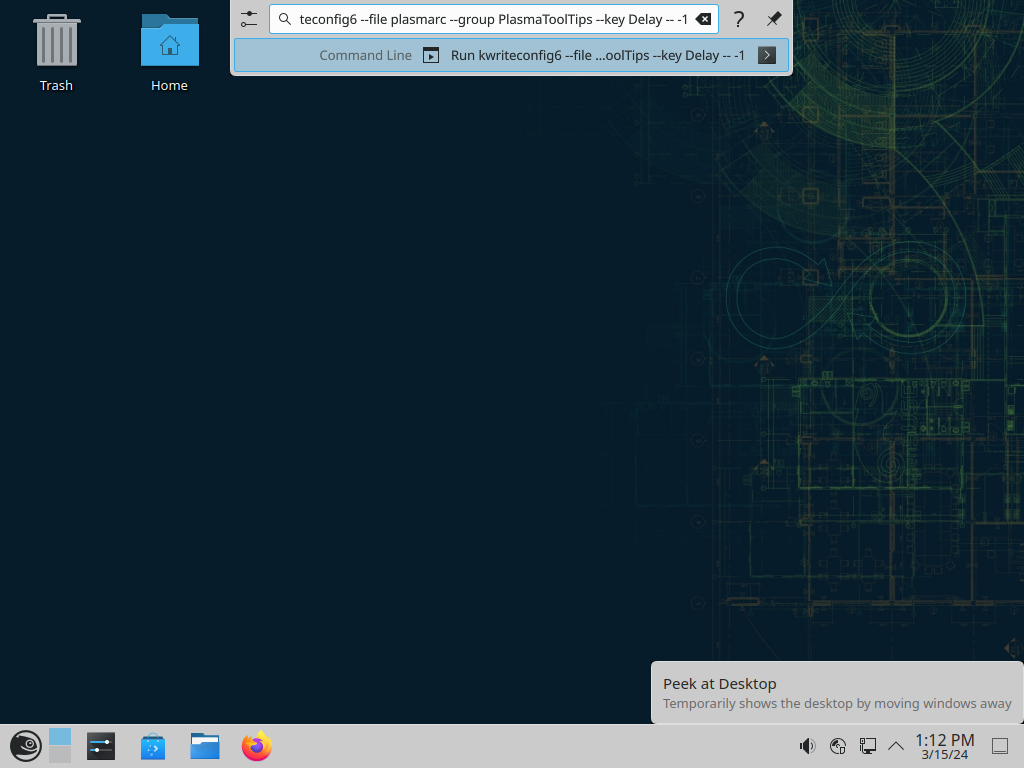 teconfig6 --file plasmarc --group PlasmaToolTips --key Delay -- -1
?
Command Line
Run kwriteconfig6 --file ...oolTips --key Delay -- -1
Trash
Home
Peek at Desktop
Temporarily shows the desktop by moving windows away
1:12 PM
3/15/24